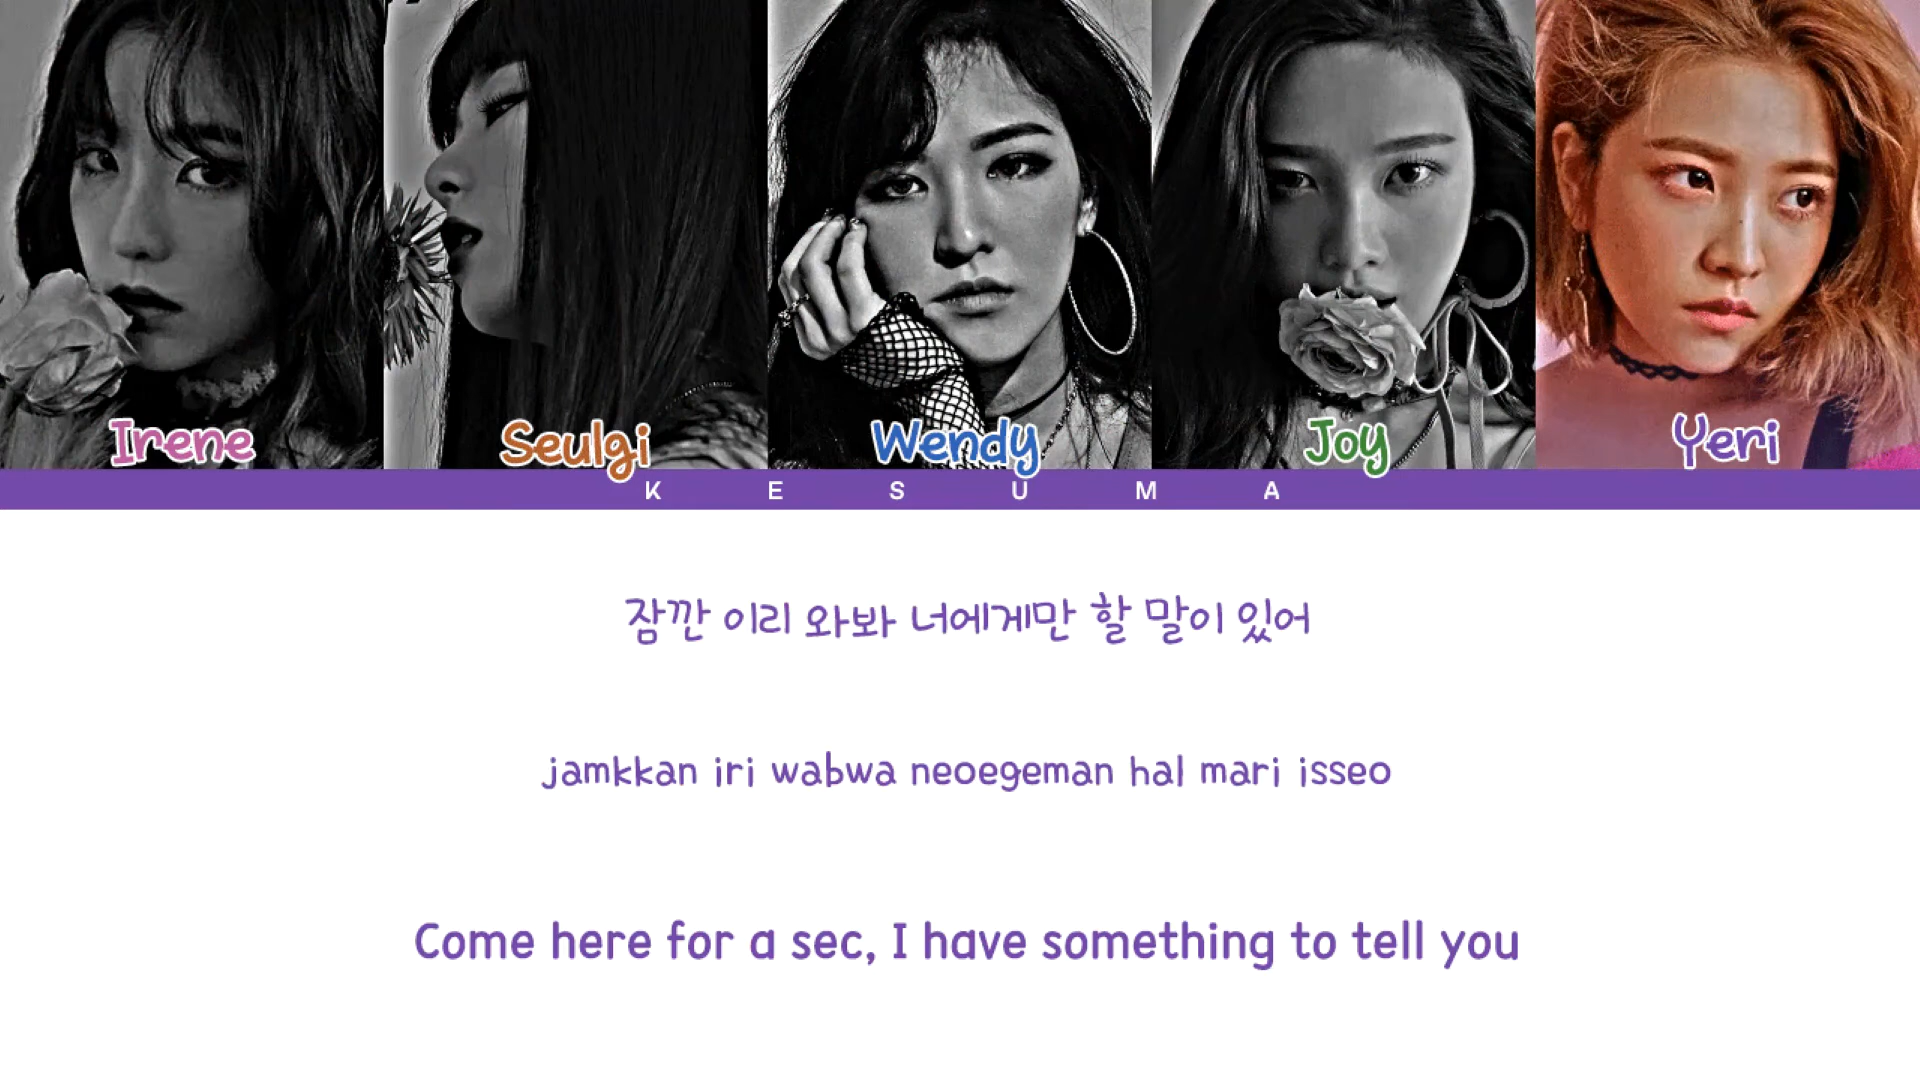 Irene Seulgi Wendy Joy Yeri
K E S U M A
잠깐 이리 와봐 너에게만 할 말이 있어
jamkkan iri wabwa neoegeman hal mari isseo
Come here for a sec, I have something to tell you